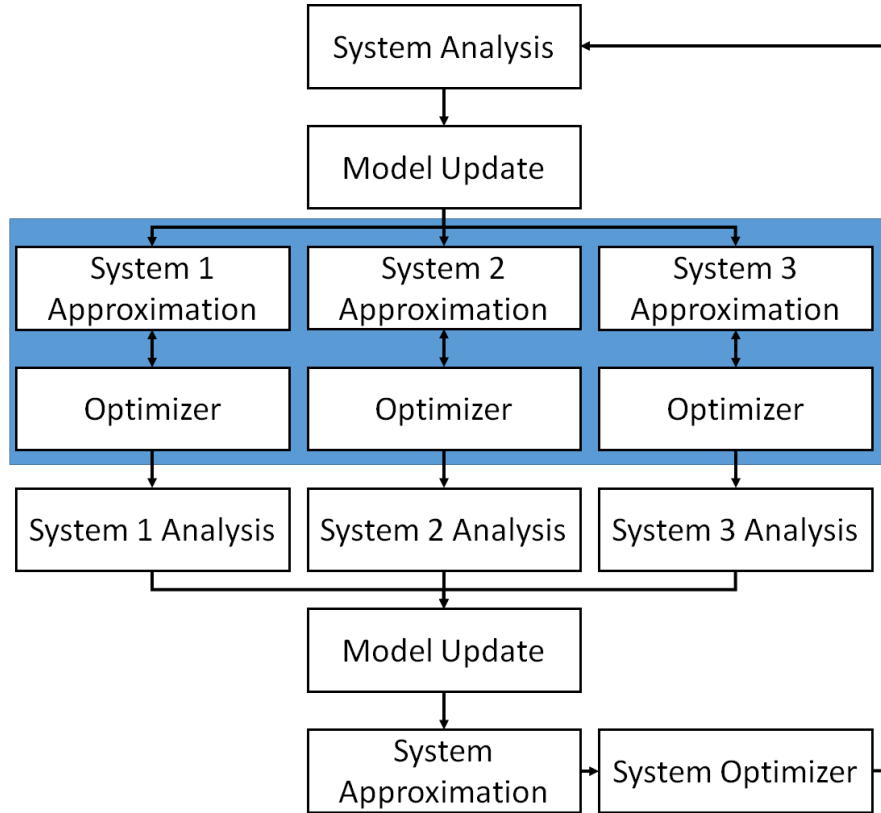 System Analysis
Model Update
System 1
Approximation
System 2
Approximation
System 3
Approximation
Optimizer
Optimizer
Optimizer
System 1 Analysis
System 2 Analysis
System 3 Analysis
Model Update
System
Approximation
System Optimizer